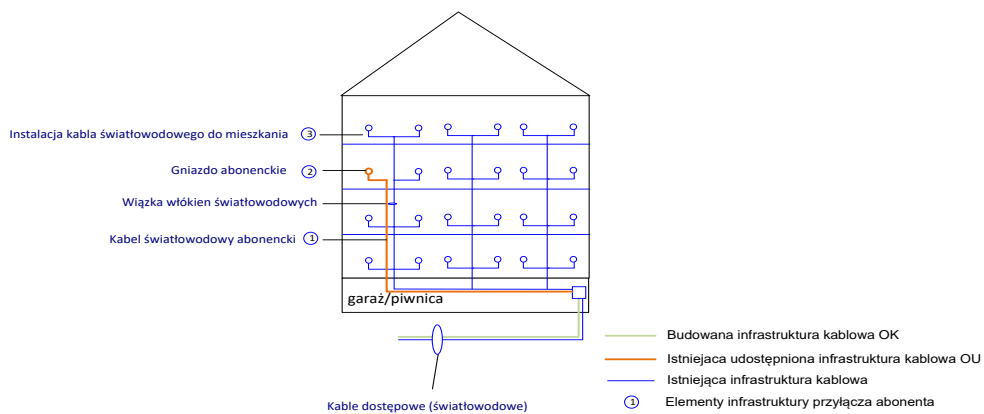 Instalacja kabla światłowodowego do mieszkania 3
Gniazdo abonenckie 2
Wiązka włókien światłowodowych
Kabel światłowodowy abonencki 1
garaż/piwnica
Budowana infrastruktura kablowa OK
Istniejaca udostępniona infrastruktura kablowa OU
Istniejąca infrastruktura kablowa
1 Elementy infrastruktury przyłącza abonenta
Kable dostępowe (światłowodowe)